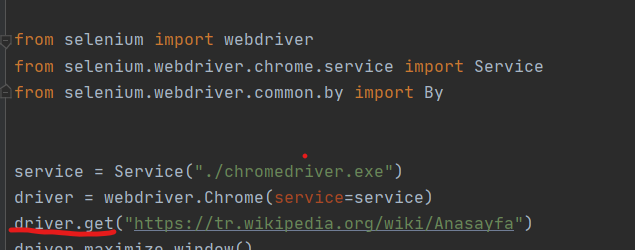 from selenium import webdriver
from selenium.webdriver.chrome.service import Service
from selenium.webdriver.common.by import By
service = Service("./chromedriver.exe")
driver = webdriver.Chrome(service=service)
driver.get("https://tr.wikipedia.org/wiki/Anasayfa")
driver.maximize_window()